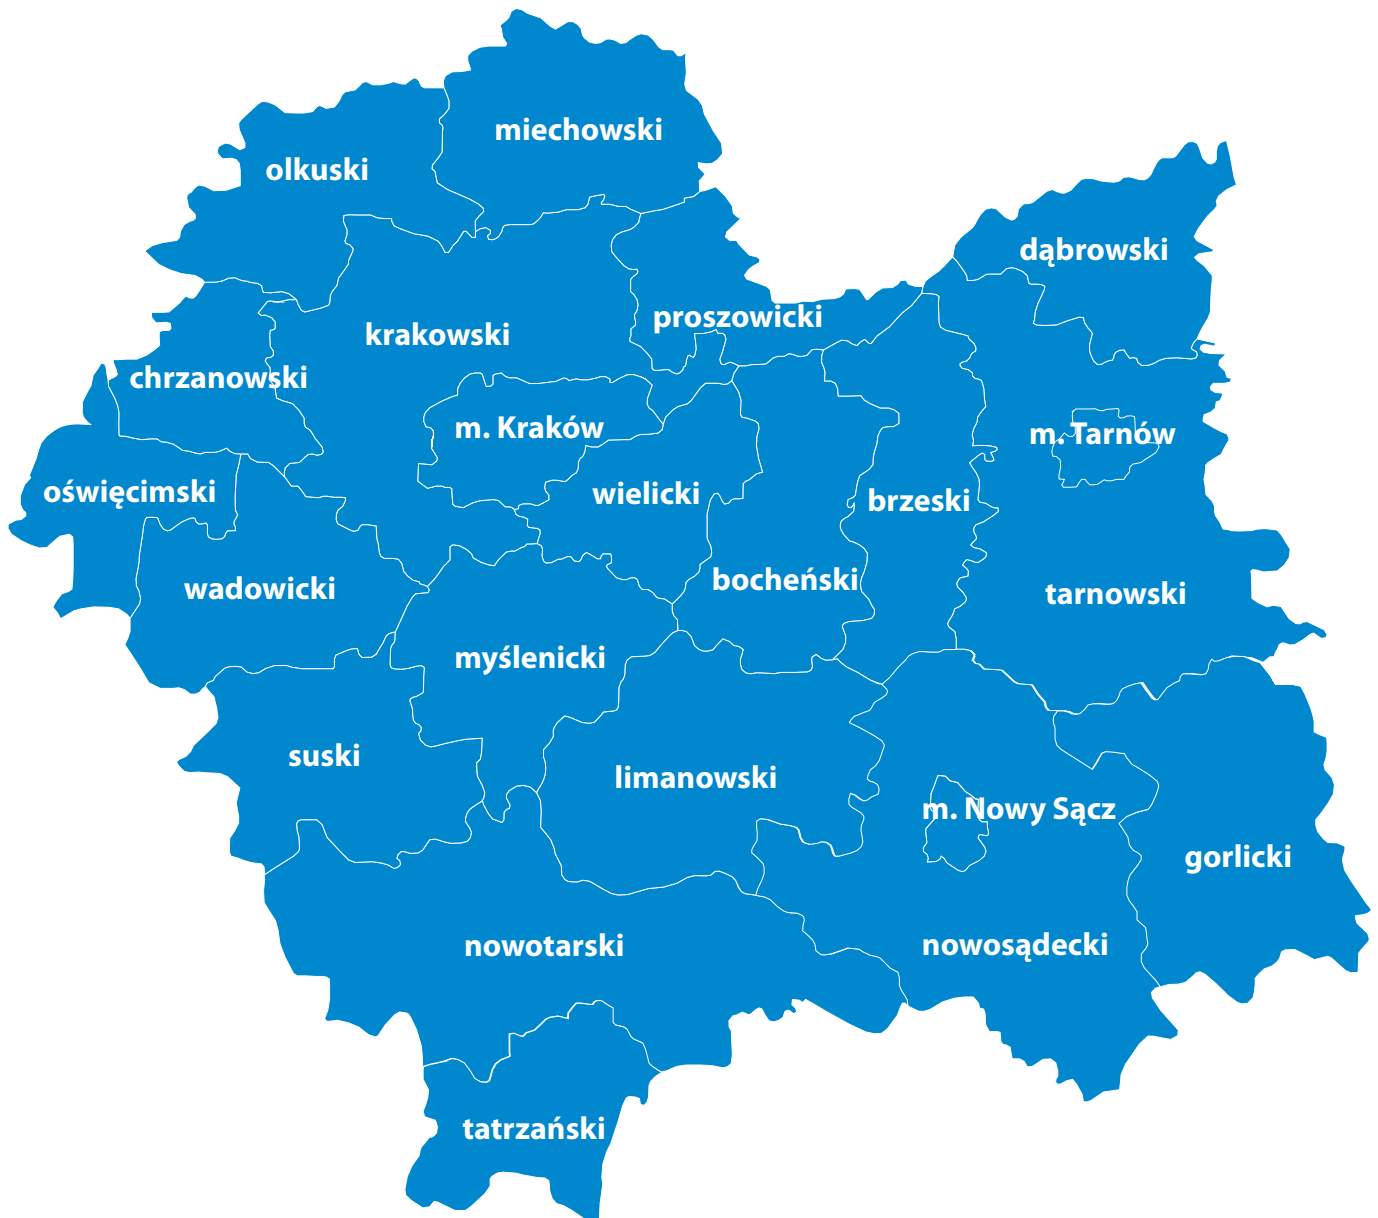 miechowski
olkuski
dąbrowski
proszowicki
krakowski
chrzanowski
m. Kraków
m. Tarnów
oświęcimski
wielicki
brzeski
wadowicki
bocheński
tarnowski
myślenicki
suski
limanowski
m. Nowy Sącz
gorlicki
nowotarski
nowosądecki
tatrzański